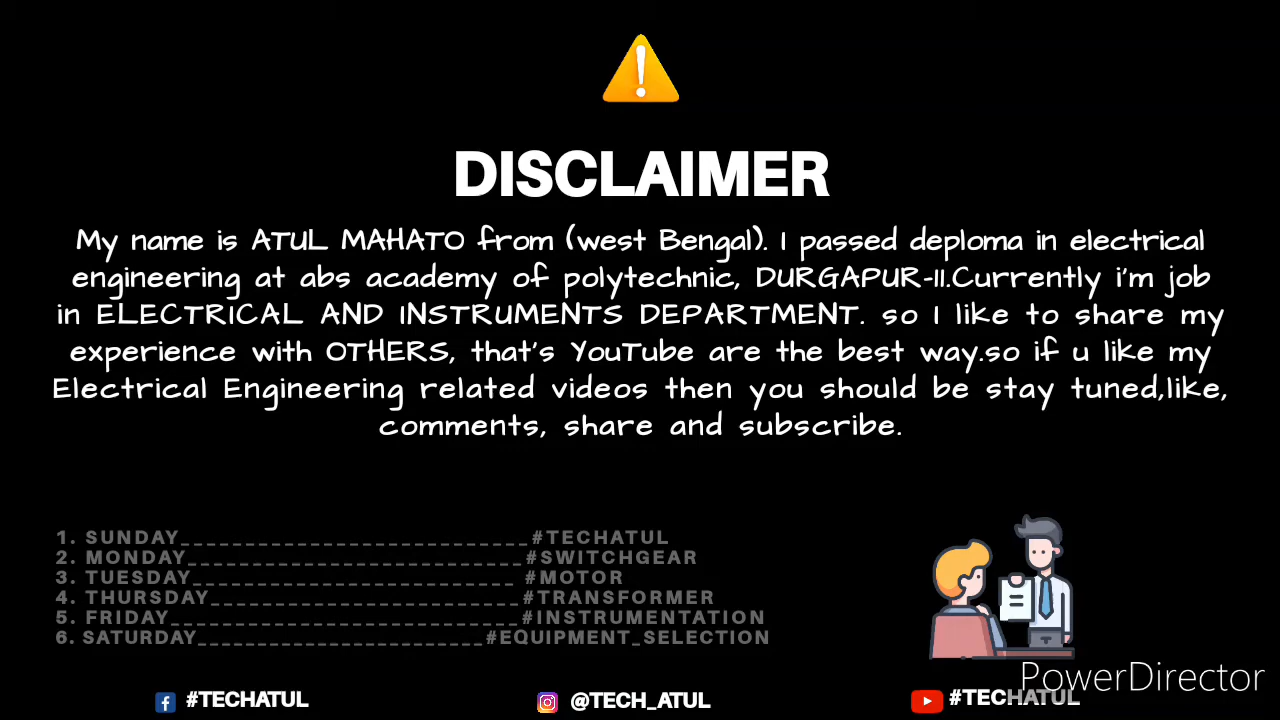 DISCLAIMER
My name is ATUL MAHATO from (west Bengal). I passed deploma in electrical
engineering at abs academy of polytechnic, DURGAPUR-II.Currently i'm job
in ELECTRICAL AND INSTRUMENTS DEPARTMENT. so I like to share my
experience with OTHERS, that's YouTube are the best way.so if u like my
Electrical Engineering related videos then you should be stay tuned,like,
comments, share and subscribe.
1. SUNDAY___________________________#TECHATUL
2. MONDAY__________________________#SWITCHGEAR
3. TUESDAY_________________________ #MOTOR
4. THURSDAY________________________#TRANSFORMER
5. FRIDAY___________________________#INSTRUMENTATION
6. SATURDAY______________________#EQUIPMENT_SELECTION
PowerDirector
#TECHATUL @TECH_ATUL #TECHATUL